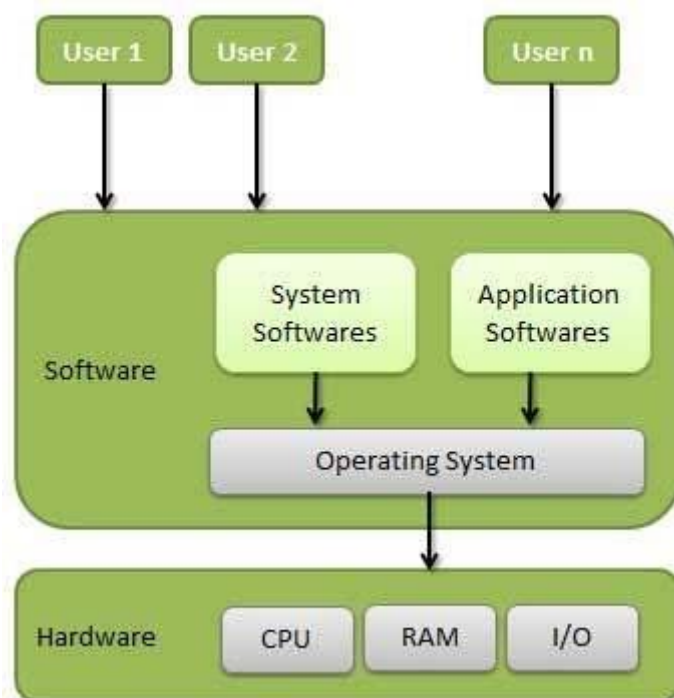 User 1
User 2
User n
System
Softwares
Application
Softwares
Software
Operating System
Hardware
CPU
RAM
I/O